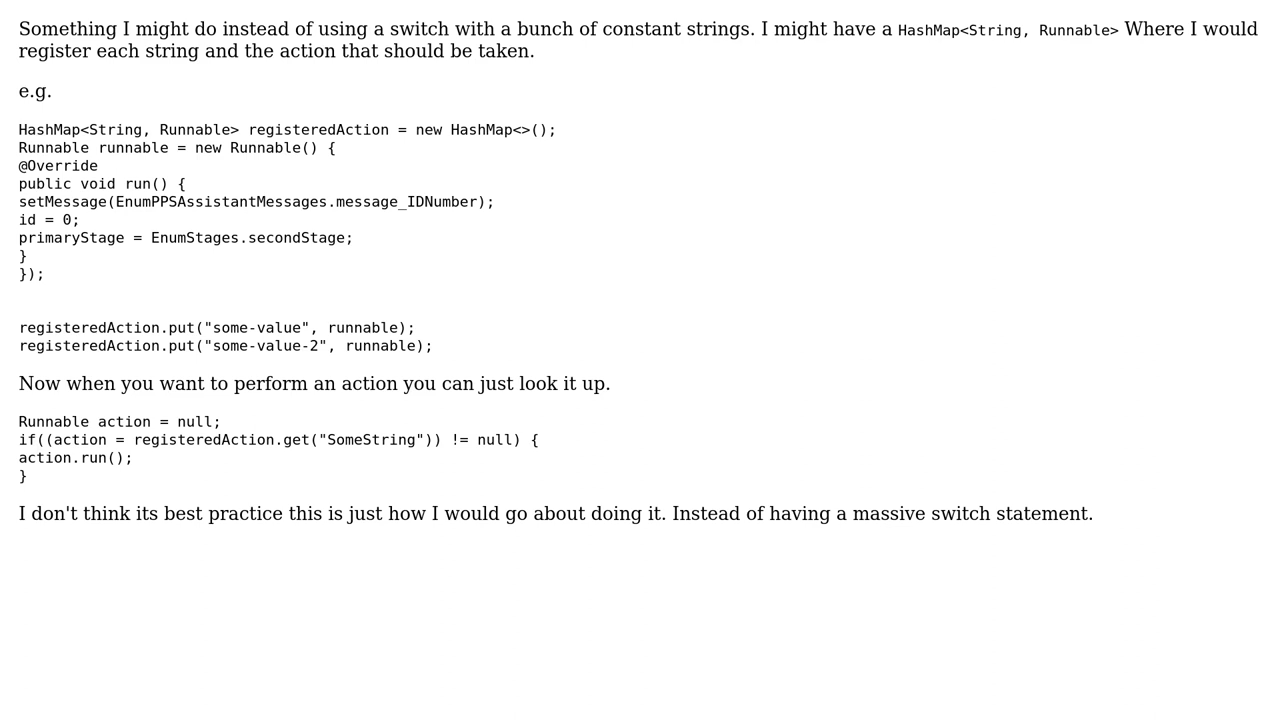 Something I might do instead of using a switch with a bunch of constant strings. I might have a HashMap<String, Runnable> Where I would
register each string and the action that should be taken.
e.g.
HashMap<String, Runnable> registeredAction = new HashMap<>();
Runnable runnable = new Runnable() {
@Override
public void run() {
setMessage(EnumPPSAssistantMessages.message_IDNumber);
id = 0;
primaryStage = EnumStages.secondStage;
}
});
registeredAction.put("some-value", runnable);
registeredAction.put("some-value-2", runnable);
Now when you want to perform an action you can just look it up.
Runnable action = null;
if((action = registeredAction.get("SomeString")) != null) {
action.run();
}
I don't think its best practice this is just how I would go about doing it. Instead of having a massive switch statement.